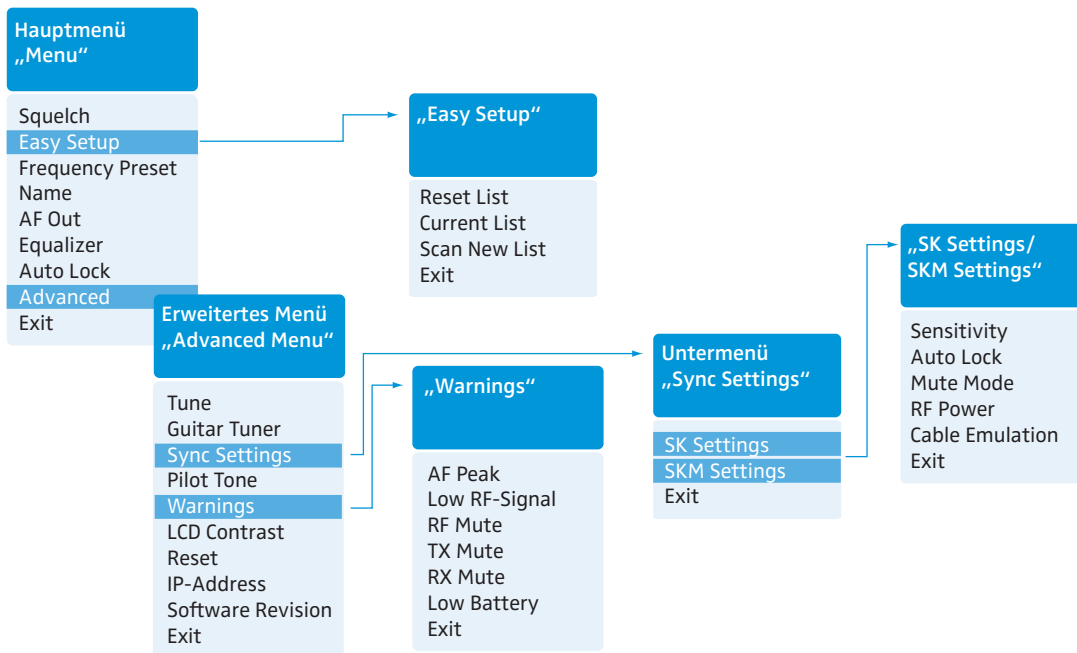 Hauptmenü
„Menu“
Squelch
Easy Setup
Frequency Preset
Name
AF Out
Equalizer
Auto Lock
Advanced
Exit
„Easy Setup“
Reset List
Current List
Scan New List
Exit
Erweitertes Menü
„Advanced Menu“
Tune
Guitar Tuner
Sync Settings
Pilot Tone
Warnings
LCD Contrast
Reset
IP-Address
Software Revision
Exit
„Warnings“
AF Peak
Low RF-Signal
RF Mute
TX Mute
RX Mute
Low Battery
Exit
Untermenü
„Sync Settings“
SK Settings
SKM Settings
Exit
„SK Settings/
SKM Settings“
Sensitivity
Auto Lock
Mute Mode
RF Power
Cable Emulation
Exit